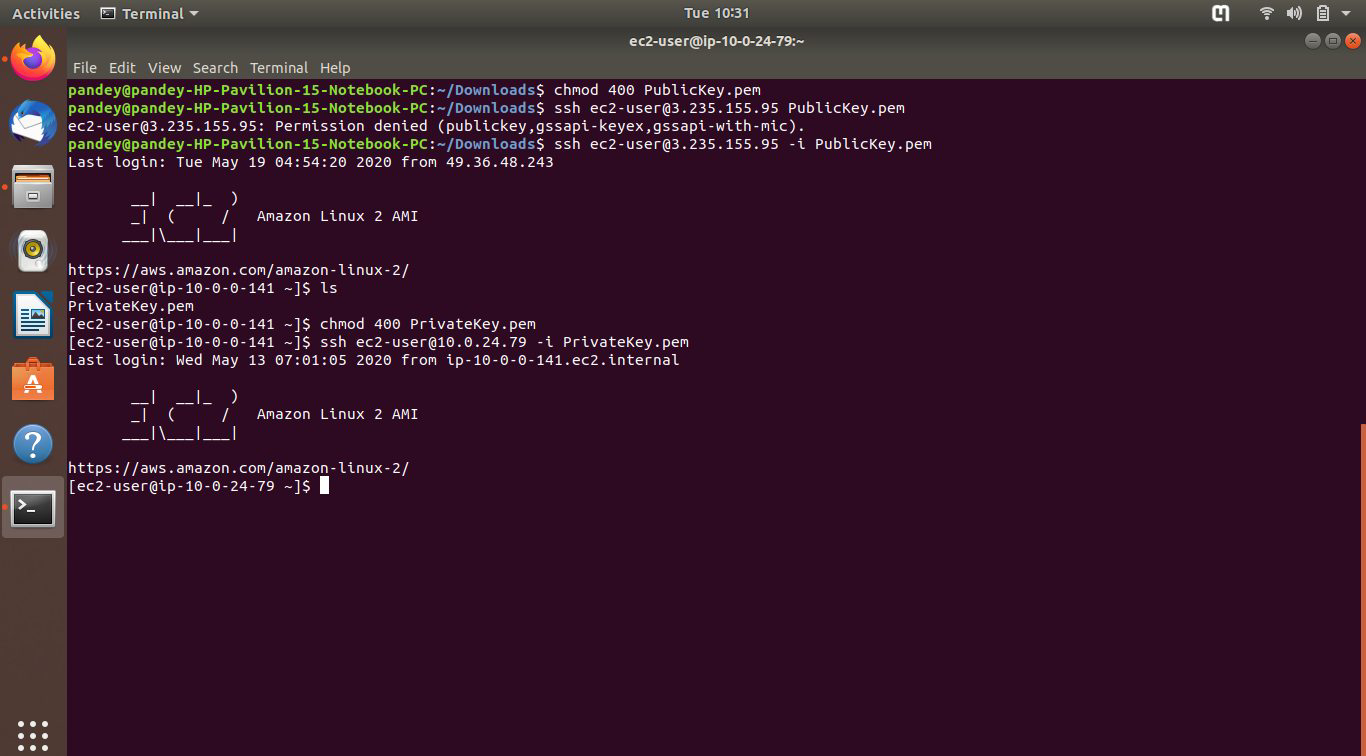 Activities Terminal Tue 10:31
ec2-user@ip-10-0-24-79:~
File Edit View Search Terminal Help
pandey@pandey-HP-Pavilion-15-Notebook-PC:~/Downloads$ chmod 400 PublicKey.pem
pandey@pandey-HP-Pavilion-15-Notebook-PC:~/Downloads$ ssh ec2-user@3.235.155.95 PublicKey.pem
ec2-user@3.235.155.95: Permission denied (publickey,gssapi-keyex,gssapi-with-mic).
pandey@pandey-HP-Pavilion-15-Notebook-PC:~/Downloads$ ssh ec2-user@3.235.155.95 -i PublicKey.pem
Last login: Tue May 19 04:54:20 2020 from 49.36.48.243
       __|  __|_  )
       _|  (     /   Amazon Linux 2 AMI
      ___|\___|___|
https://aws.amazon.com/amazon-linux-2/
[ec2-user@ip-10-0-0-141 ~]$ ls
PrivateKey.pem
[ec2-user@ip-10-0-0-141 ~]$ chmod 400 PrivateKey.pem
[ec2-user@ip-10-0-0-141 ~]$ ssh ec2-user@10.0.24.79 -i PrivateKey.pem
Last login: Wed May 13 07:01:05 2020 from ip-10-0-0-141.ec2.internal
       __|  __|_  )
       _|  (     /   Amazon Linux 2 AMI
      ___|\___|___|
https://aws.amazon.com/amazon-linux-2/
[ec2-user@ip-10-0-24-79 ~]$